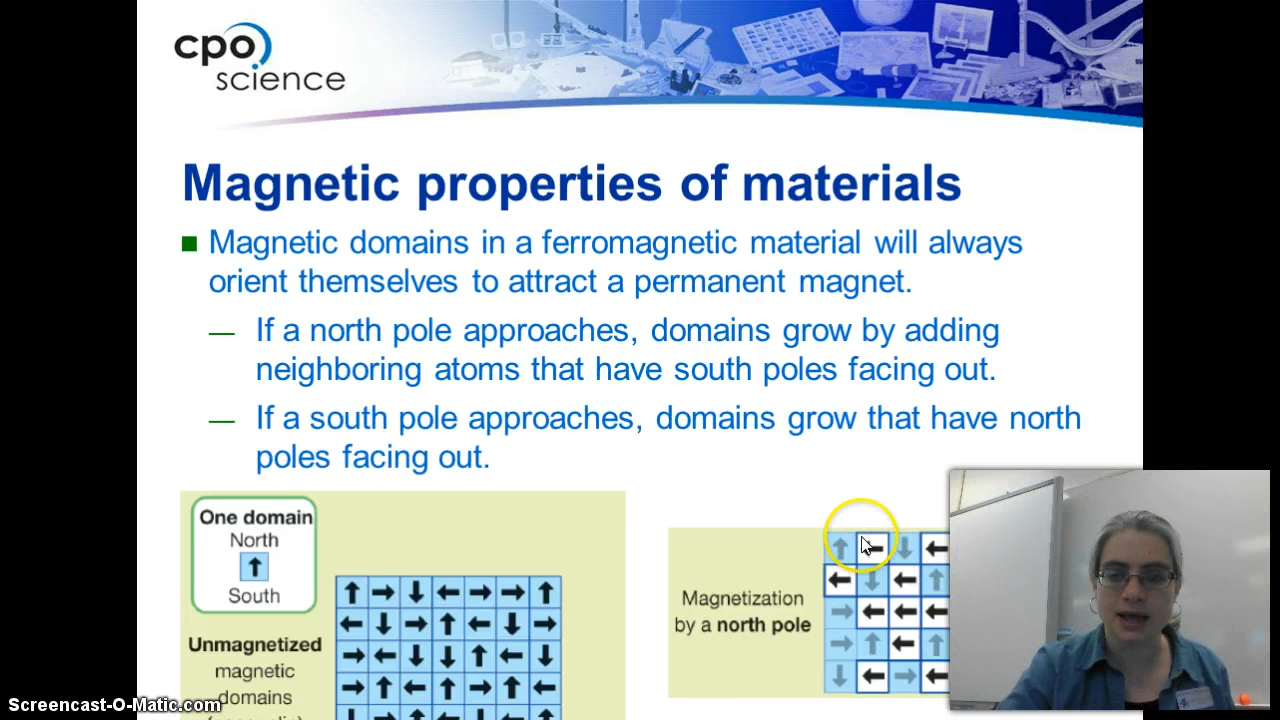 cpo
science
Magnetic properties of materials
Magnetic domains in a ferromagnetic material will always
orient themselves to attract a permanent magnet.
— If a north pole approaches, domains grow by adding
neighboring atoms that have south poles facing out.
— If a south pole approaches, domains grow that have north
poles facing out.
One domain
North
South
Unmagnetized
magnetic
domains
Magnetization
by a north pole
Screencast-O-Matic.com